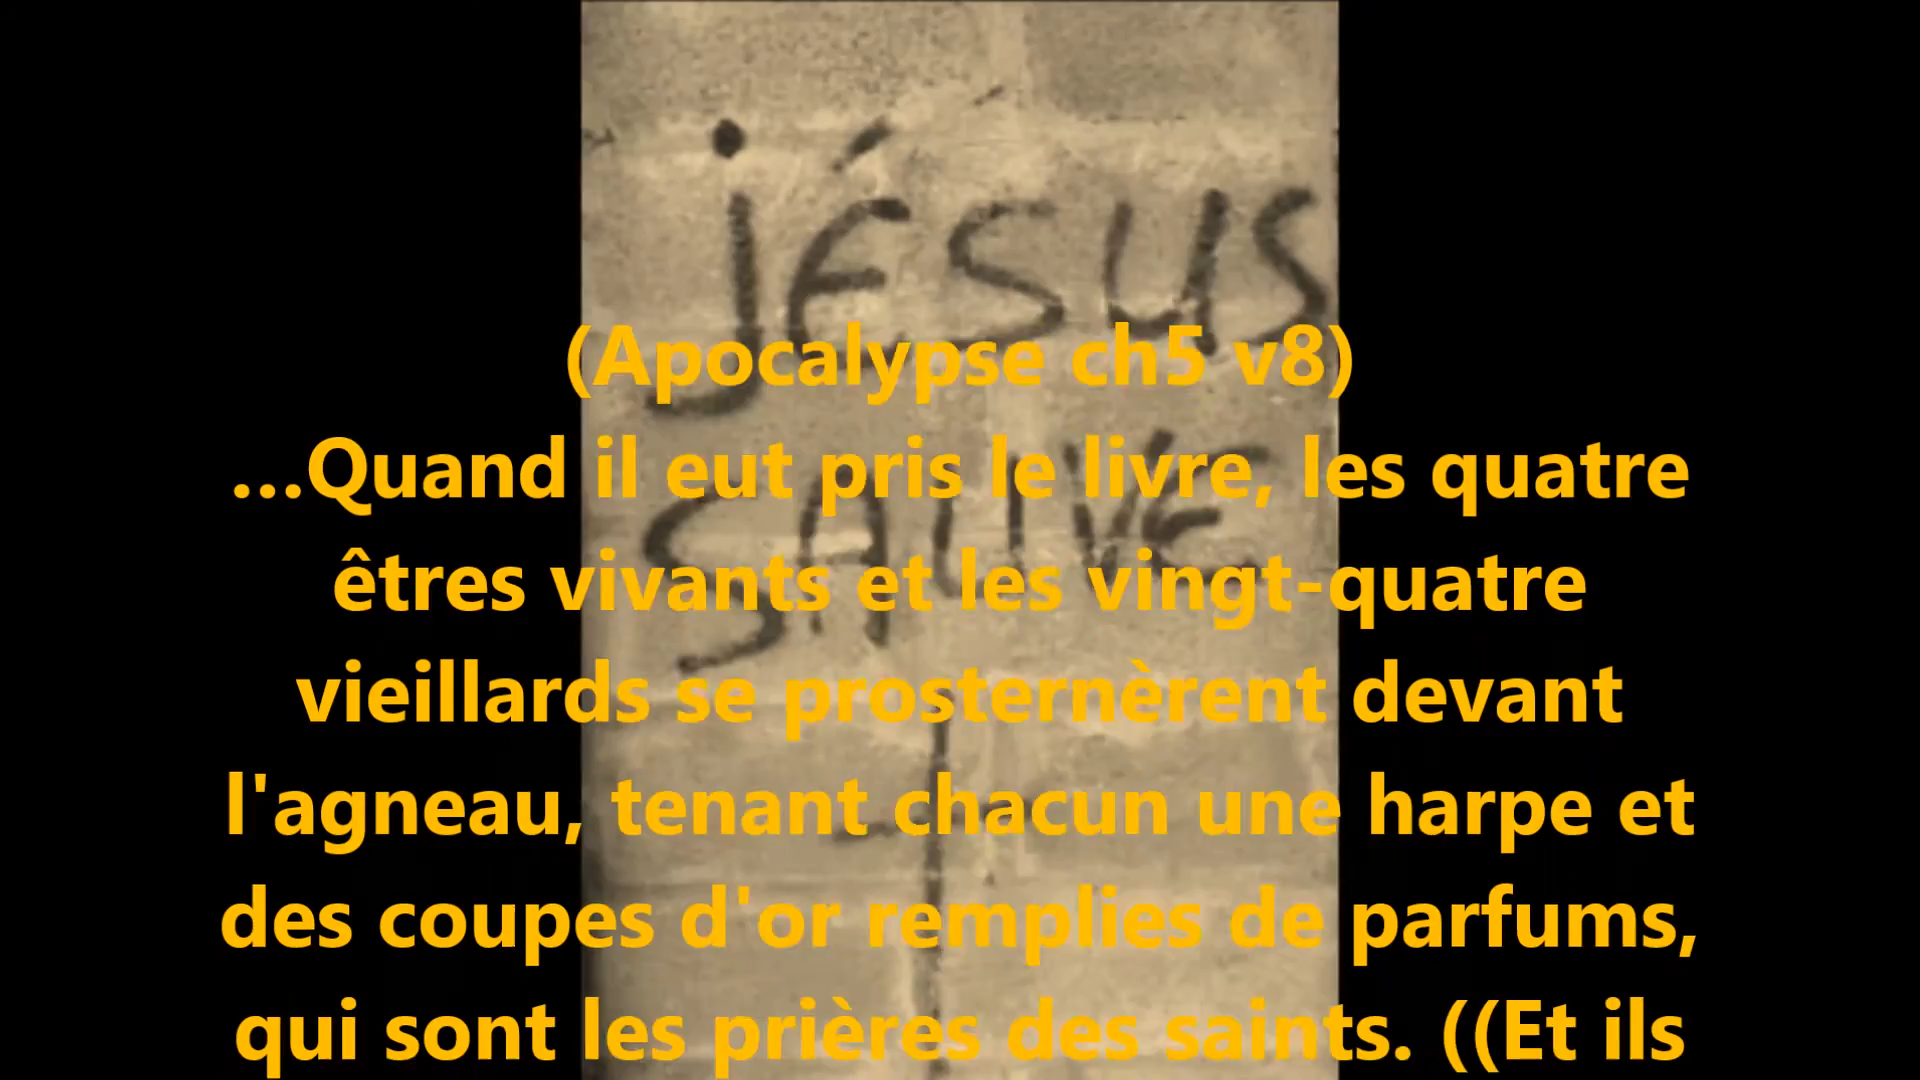 jésus
SAUVE
(Apocalypse ch5 v8)
...Quand il eut pris le livre, les quatre
êtres vivants et les vingt-quatre
vieillards se prosternèrent devant
l'agneau, tenant chacun une harpe et
des coupes d'or remplies de parfums,
qui sont les prières des saints. ((Et ils